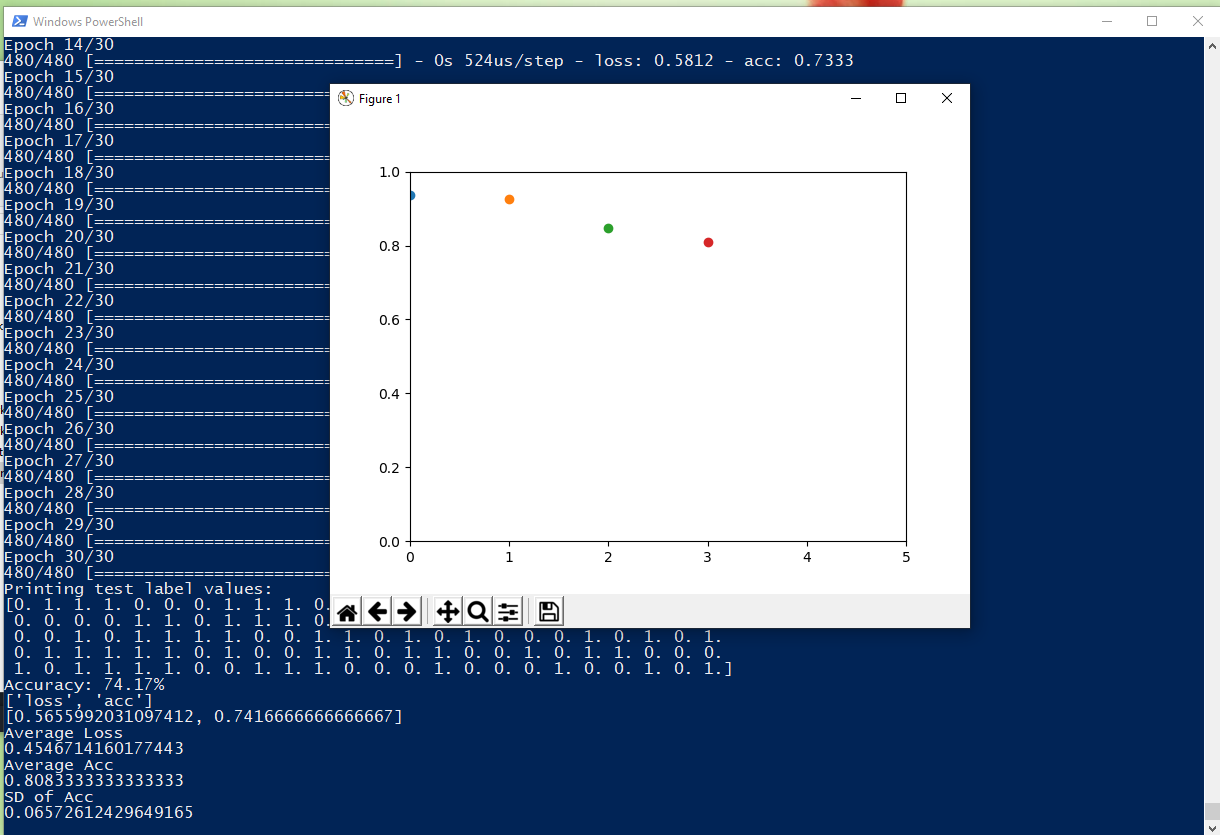 Windows PowerShell
Epoch 14/30
480/480 [==============================] - 0s 524us/step - loss: 0.5812 - acc: 0.7333
Epoch 15/30
480/480 [========================
Epoch 16/30
480/480 [========================
Epoch 17/30
480/480 [========================
Epoch 18/30
480/480 [========================
Epoch 19/30
480/480 [========================
Epoch 20/30
480/480 [========================
Epoch 21/30
480/480 [========================
Epoch 22/30
480/480 [========================
Epoch 23/30
480/480 [========================
Epoch 24/30
480/480 [========================
Epoch 25/30
480/480 [========================
Epoch 26/30
480/480 [========================
Epoch 27/30
480/480 [========================
Epoch 28/30
480/480 [========================
Epoch 29/30
480/480 [========================
Epoch 30/30
480/480 [========================
Printing test label values:
[0. 1. 1. 1. 0. 0. 0. 1. 1. 1. 0.
0. 0. 0. 0. 1. 1. 0. 1. 1. 1. 0.
0. 0. 1. 0. 1. 1. 1. 1. 0. 0. 1. 1. 0. 1. 0. 1. 0. 0. 0. 1. 0. 1. 0. 1.
0. 1. 1. 1. 1. 1. 0. 1. 0. 0. 1. 1. 0. 1. 1. 0. 0. 1. 0. 1. 1. 0. 0. 0.
1. 0. 1. 1. 1. 1. 0. 0. 1. 1. 1. 0. 0. 0. 1. 0. 0. 0. 1. 0. 0. 1. 0. 1.]
Accuracy: 74.17%
['loss', 'acc']
[0.5655992031097412, 0.7416666666666667]
Average Loss
0.4546714160177443
Average Acc
0.8083333333333333
SD of Acc
0.06572612429649165
Figure 1
1.0
0.8
0.6
0.4
0.2
0.0
0 1 2 3 4 5